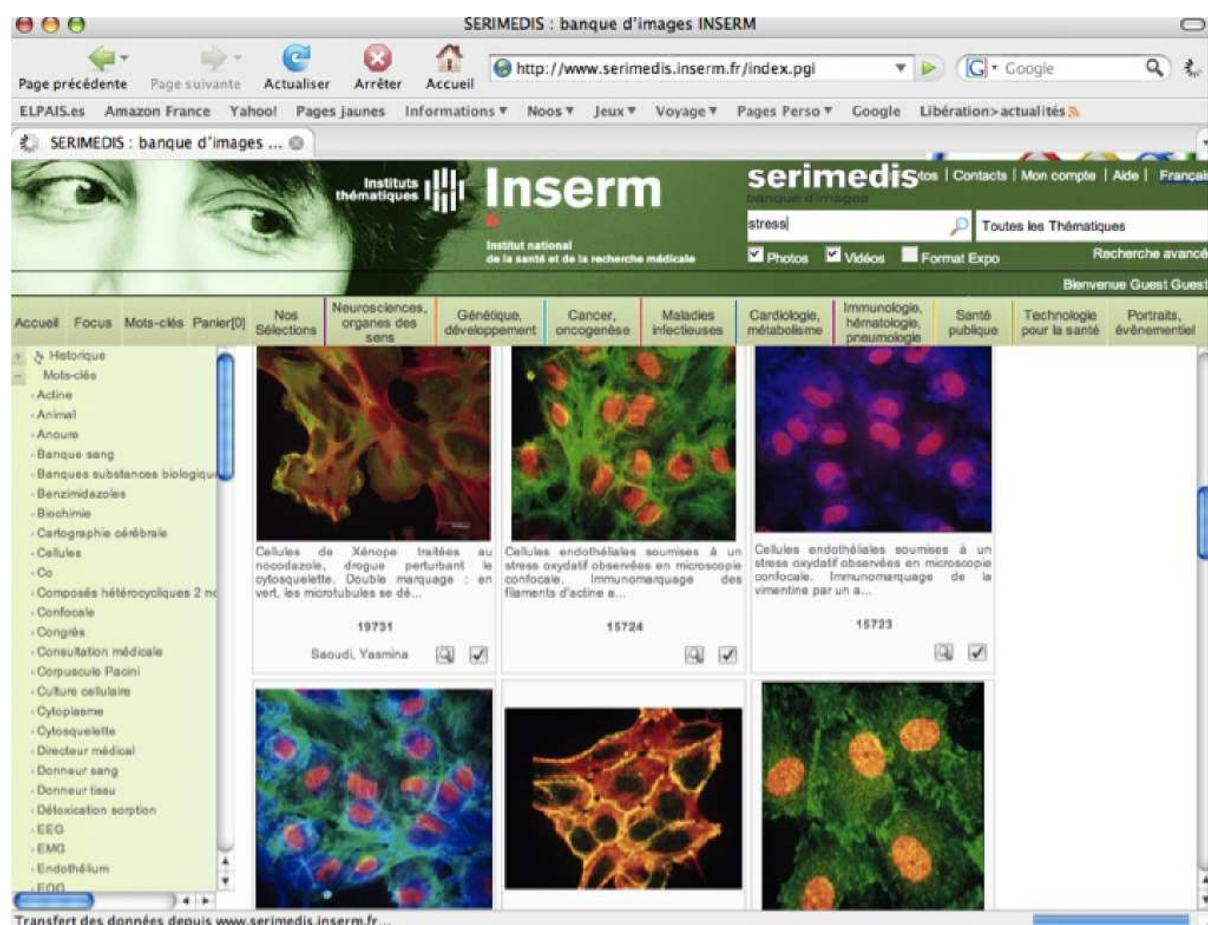 SERIMEDIS : banque d'images INSERM
Page précédente Page suivante Actualiser Arrêter Accueil
http://www.serimedis.inserm.fr/index.pgi
Google
ELPAIS.es Amazon France Yahoo! Pages jaunes Informations Noos Jeux Voyage Pages Perso Google Libération>actualités
SERIMEDIS : banque d'images ...
Instituts
thématiques
Inserm
Institut national
de la santé et de la recherche médicale
serimedis
banque d'images
| Contacts | Mon compte | Aide | Françai
stress
Toutes les Thématiques
Photos Vidéos Format Expo
Recherche avancé
Bienvenue Guest Guest
Accueil Focus Mots-clés Panier[0]
Nos
Sélections
Neurosciences,
organes des
sens
Génétique,
développement
Cancer,
oncogenèse
Maladies
infectieuses
Cardiologie,
métabolisme
Immunologie,
hématologie,
pneumologie
Santé
publique
Technologie
pour la santé
Portraits,
évènementiel
Historique
Mots-clés
Actine
Animal
Anoure
Banque sang
Banques substances biologiqu
Benzimidazoles
Biochimie
Cartographie cérébrale
Cellules
Co
Composés hétérocycliques 2 n
Confocale
Congrès
Consultation médicale
Corpuscule Pacini
Culture cellulaire
Cytoplasme
Cytosquelette
Directeur médical
Donneur sang
Donneur tissu
Détoxication sorption
EEG
EMG
Endothélium
EOG
Cellules de Xénope traitées au
nocodazole, drogue perturbant le
cytosquelette. Double marquage : en
vert, les microtubules se dé...
19731
Saoudi, Yasmina
Cellules endothéliales soumises à un
stress oxydatif observées en microscopie
confocale. Immunomarquage des
filaments d'actine a...
15724
Cellules endothéliales soumises à un
stress oxydatif observées en microscopie
confocale. Immunomarquage de la
vimentine par un a...
15723
Transfert des données depuis www.serimedis.inserm.fr...